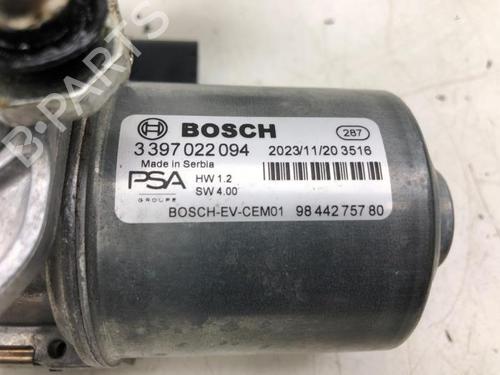 BOSCH 287
3 397 022 094 2023/11/20 3516
Made in Serbia
PSA HW 1.2
GROUPE SW 4.00
BOSCH-EV-CEM01 98 442 757 80
B-PARTS